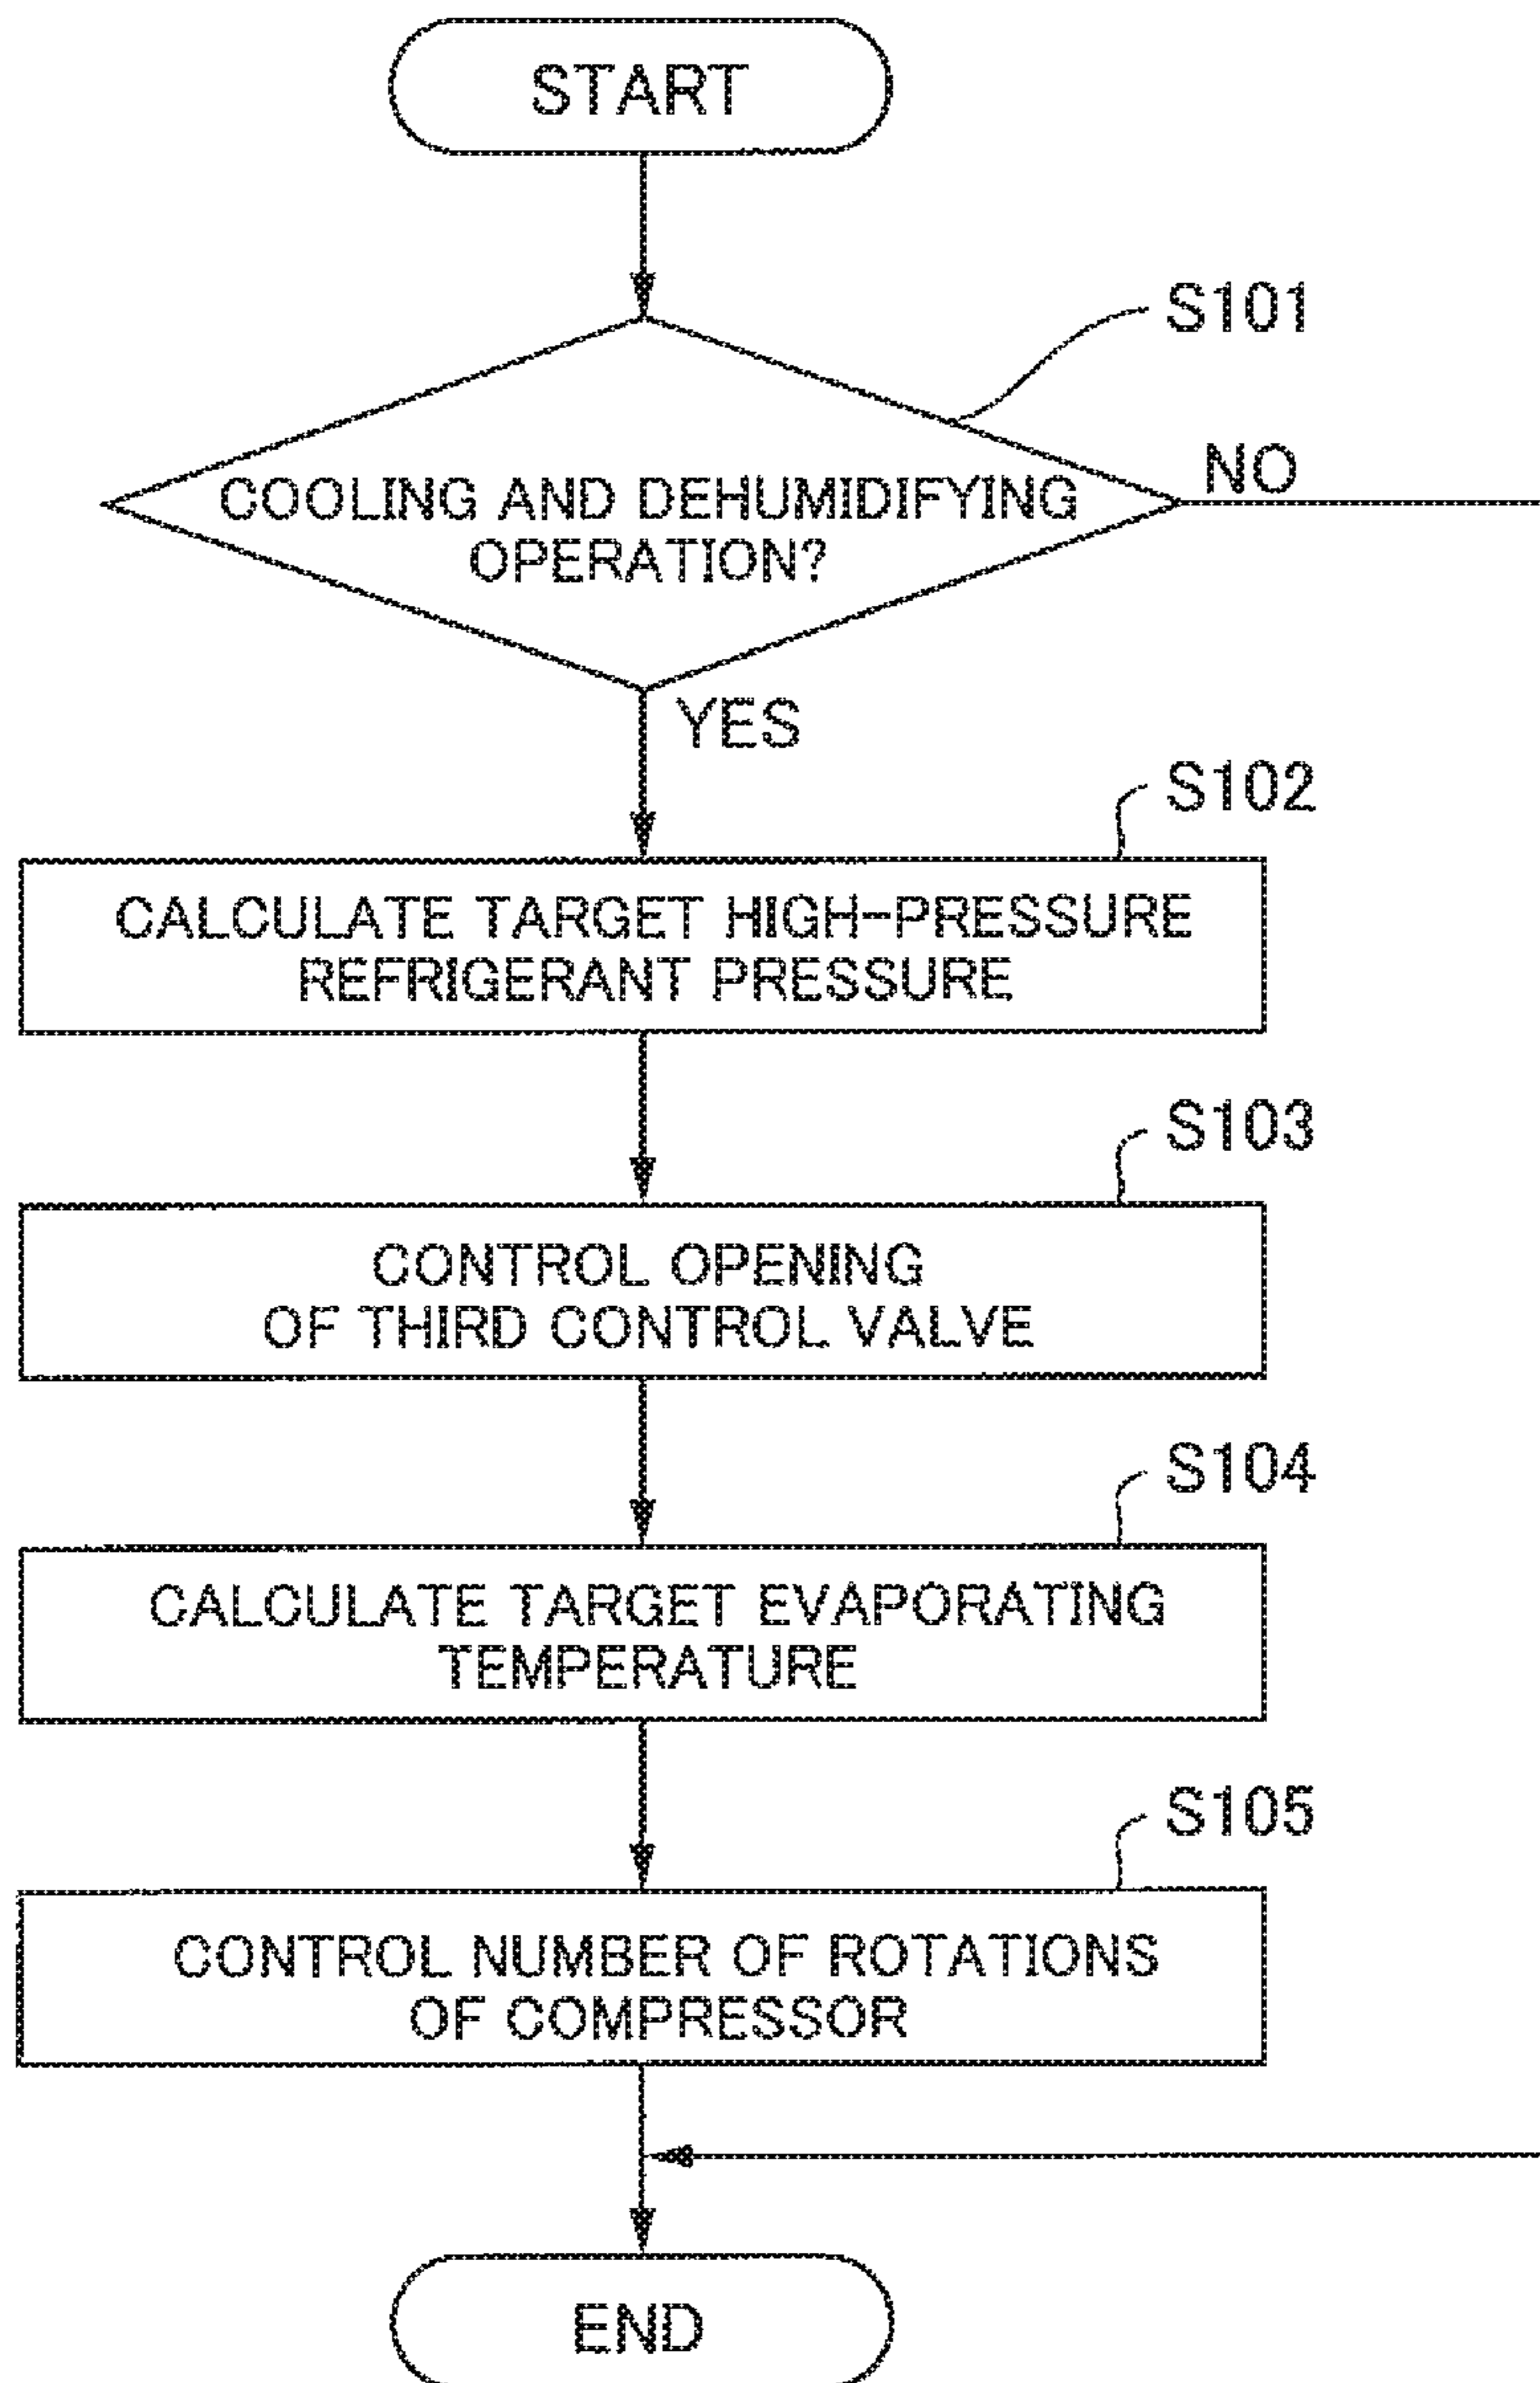 START
S101
COOLING AND DEHUMIDIFYING
OPERATION?
NO
YES
S102
CALCULATE TARGET HIGH-PRESSURE
REFRIGERANT PRESSURE
S103
CONTROL OPENING
OF THIRD CONTROL VALVE
S104
CALCULATE TARGET EVAPORATING
TEMPERATURE
S105
CONTROL NUMBER OF ROTATIONS
OF COMPRESSOR
END